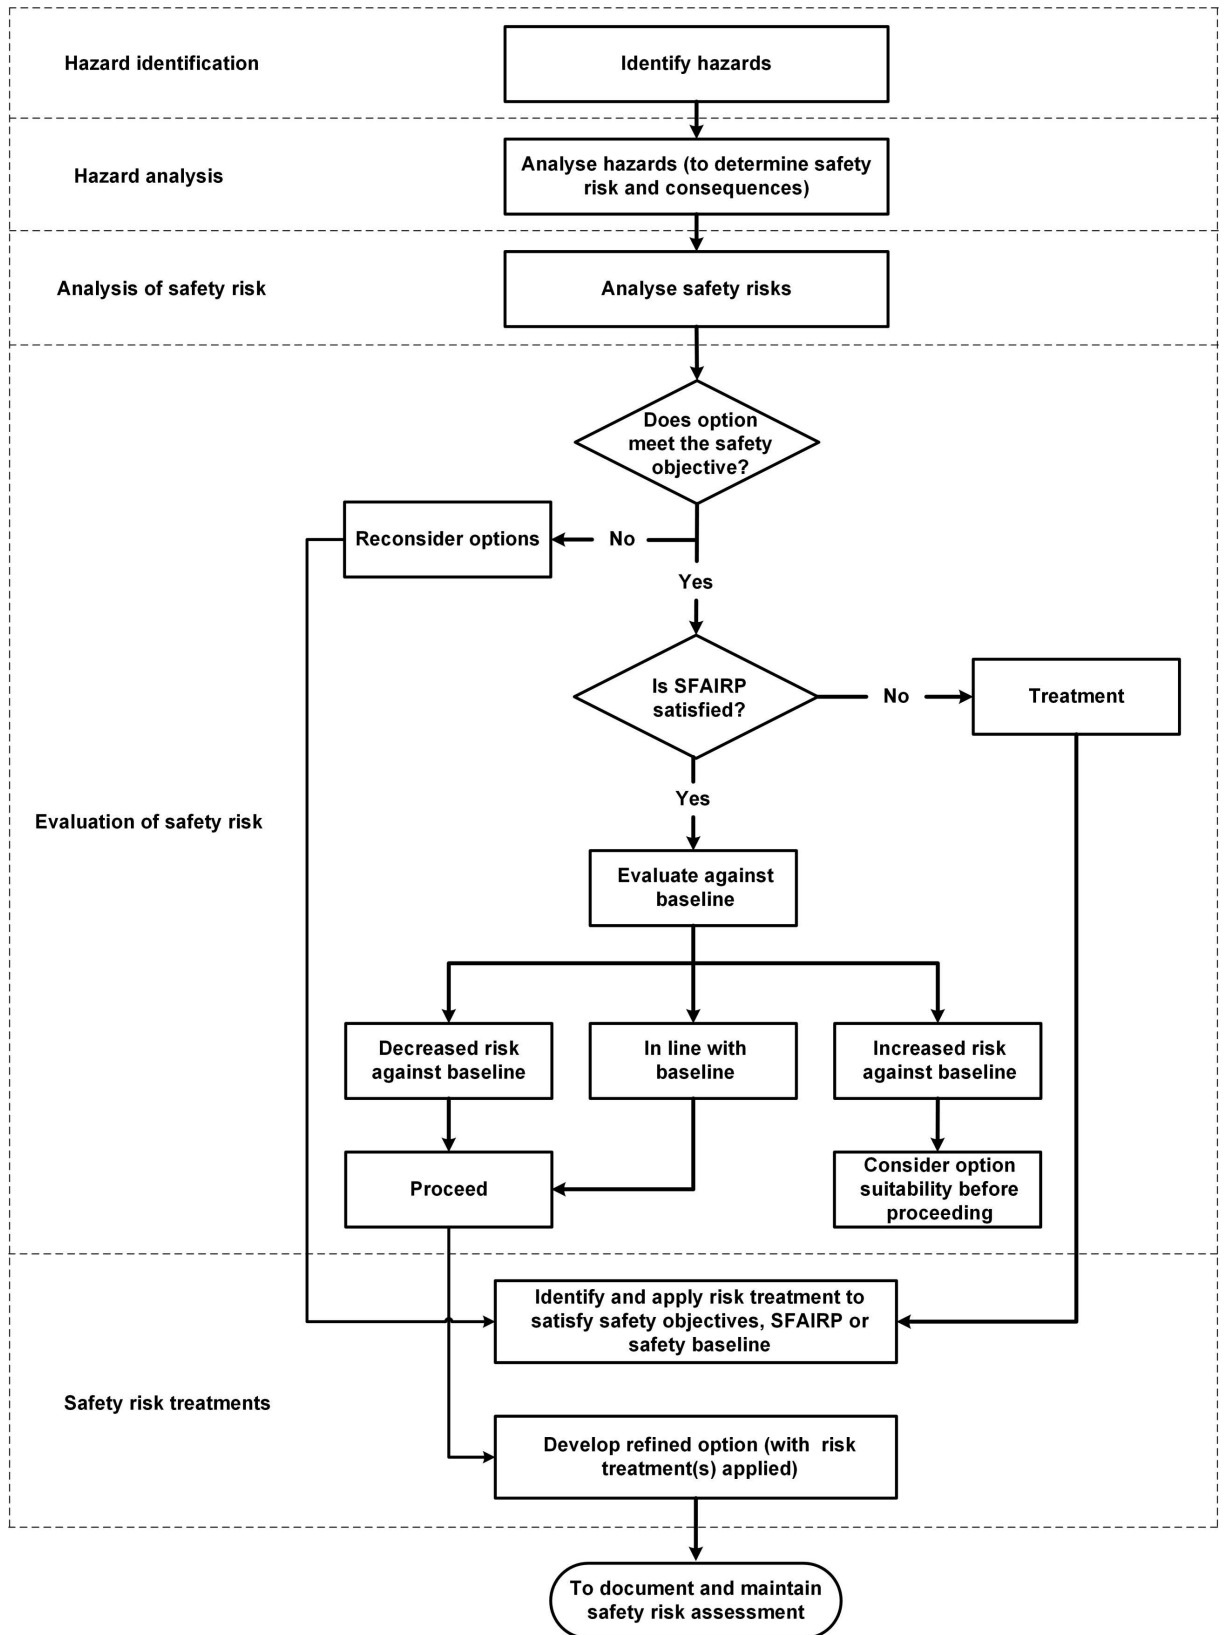 Hazard identification
Identify hazards
Hazard analysis
Analyse hazards (to determine safety
risk and consequences)
Analysis of safety risk
Analyse safety risks
Does option
meet the safety
objective?
Reconsider options
No
Yes
Is SFAIRP
satisfied?
No
Treatment
Yes
Evaluation of safety risk
Evaluate against
baseline
Decreased risk
against baseline
In line with
baseline
Increased risk
against baseline
Proceed
Consider option
suitability before
proceeding
Identify and apply risk treatment to
satisfy safety objectives, SFAIRP or
safety baseline
Safety risk treatments
Develop refined option (with risk
treatment(s) applied)
To document and maintain
safety risk assessment